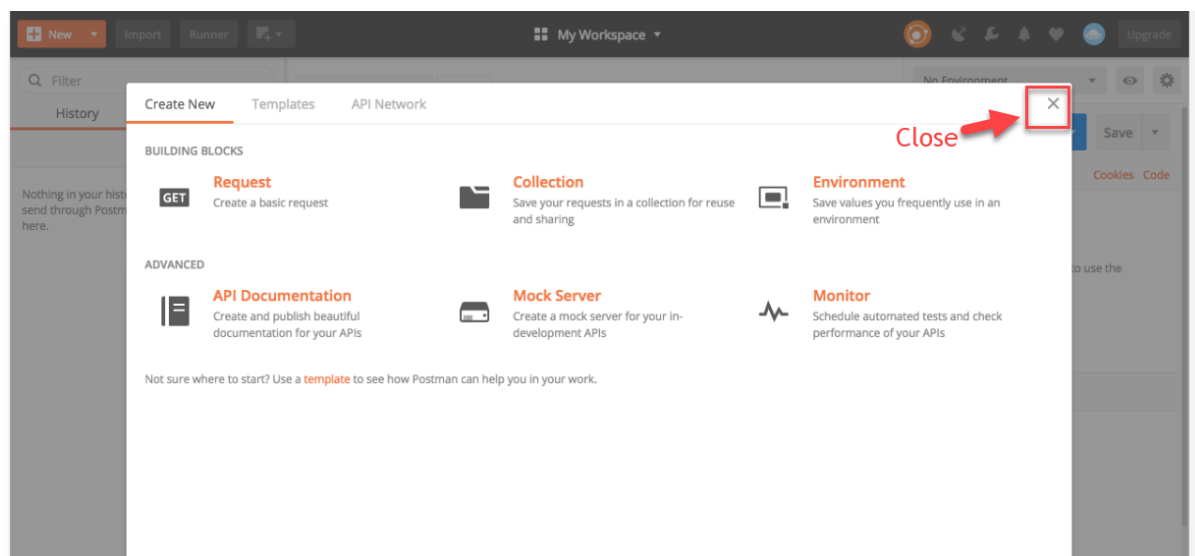 New Import Runner My Workspace Upgrade
Filter No Environment
History
Save
Cookies Code
Nothing in your
send through
here.
to use the
Create New Templates API Network
Close
BUILDING BLOCKS
GET
Request
Create a basic request
Collection
Save your requests in a collection for reuse
and sharing
Environment
Save values you frequently use in an
environment
ADVANCED
API Documentation
Create and publish beautiful
documentation for your APIs
Mock Server
Create a mock server for your in-
development APIs
Monitor
Schedule automated tests and check
performance of your APIs
Not sure where to start? Use a template to see how Postman can help you in your work.